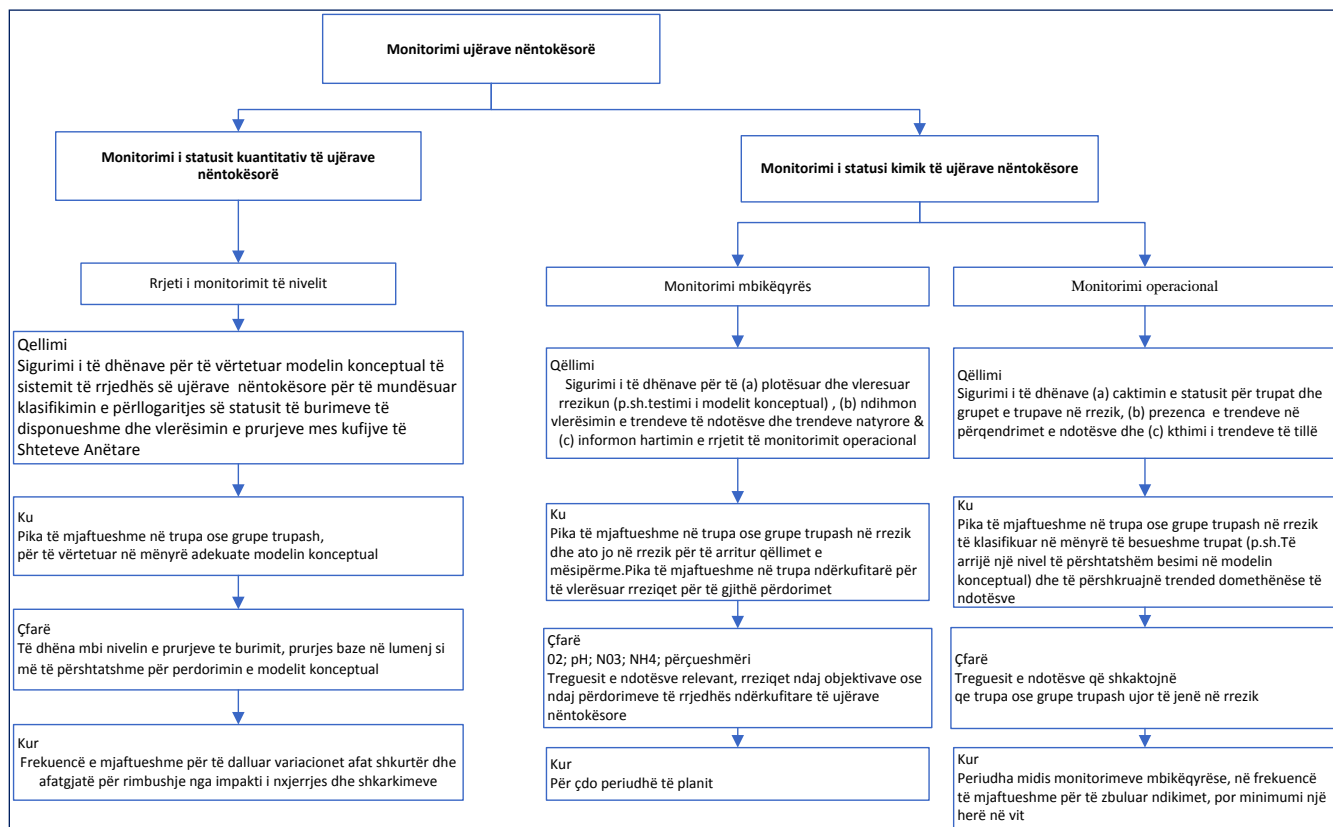 Monitorimi ujërave nëntokësorë
Monitorimi i statusit kuantitativ të ujërave
nëntokësorë
Monitorimi i statusi kimik të ujërave nëntokësore
Rrjeti i monitorimit të nivelit
Monitorimi mbikëqyrës
Monitorimi operacional
Qellimi
Sigurimi i të dhënave për të vërtetuar modelin konceptual të
sistemit të rrjedhës së ujërave nëntokësore për të mundësuar
klasifikimin e përllogaritjes së statusit të burimeve të
disponueshme dhe vlerësimin e prurjeve mes kufijve të
Shteteve Anëtare
Qëllimi
Sigurimi i të dhënave për të (a) plotësuar dhe vleresuar
rrezikun (p.sh.testimi i modelit konceptual) , (b) ndihmon
vlerësimin e trendeve të ndotësve dhe trendeve natyrore &
(c) informon hartimin e rrjetit të monitorimit operacional
Qëllimi
Sigurimi i të dhënave (a) caktimin e statusit për trupat dhe
grupet e trupave në rrezik, (b) prezenca e trendeve në
përqendrimet e ndotësve dhe (c) kthimi i trendeve të tillë
Ku
Pika të mjaftueshme në trupa ose grupe trupash,
për të vërtetuar në mënyrë adekuate modelin konceptual
Ku
Pika të mjaftueshme në trupa ose grupe trupash në rrezik
dhe ato jo në rrezik për të arritur qëllimet e
mësipërme.Pika të mjaftueshme në trupa ndërkufitarë për
të vlerësuar rreziqet për të gjithë përdorimet
Ku
Pika të mjaftueshme në trupa ose grupe trupash në rrezik
të klasifikuar në mënyrë të besueshme trupat (p.sh.Të
arrijë një nivel të përshtatshëm besimi në modelin
konceptual) dhe të përshkruajnë trended domethënëse të
ndotësve
Çfarë
Të dhëna mbi nivelin e prurjeve te burimit, prurjes baze në lumenj si
më të përshtatshme për perdorimin e modelit konceptual
Çfarë
02; pH; N03; NH4; përçueshmëri
Treguesit e ndotësve relevant, rreziqet ndaj objektivave ose
ndaj përdorimeve të rrjedhës ndërkufitare të ujërave
nëntokësore
Çfarë
Treguesit e ndotësve që shkaktojnë
qe trupa ose grupe trupash ujor të jenë në rrezik
Kur
Frekuencë e mjaftueshme për të dalluar variacionet afat shkurtër dhe
afatgjatë për rimbushje nga impakti i nxjerrjes dhe shkarkimeve
Kur
Për çdo periudhë të planit
Kur
Periudha midis monitorimeve mbikëqyrëse, në frekuencë
të mjaftueshme për të zbuluar ndikimet, por minimumi një
herë në vit